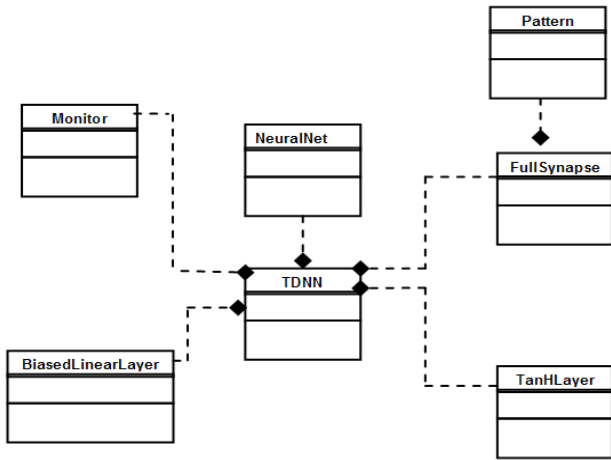 Pattern
Monitor
NeuralNet
FullSynapse
TDNN
BiasedLinearLayer
TanHLayer